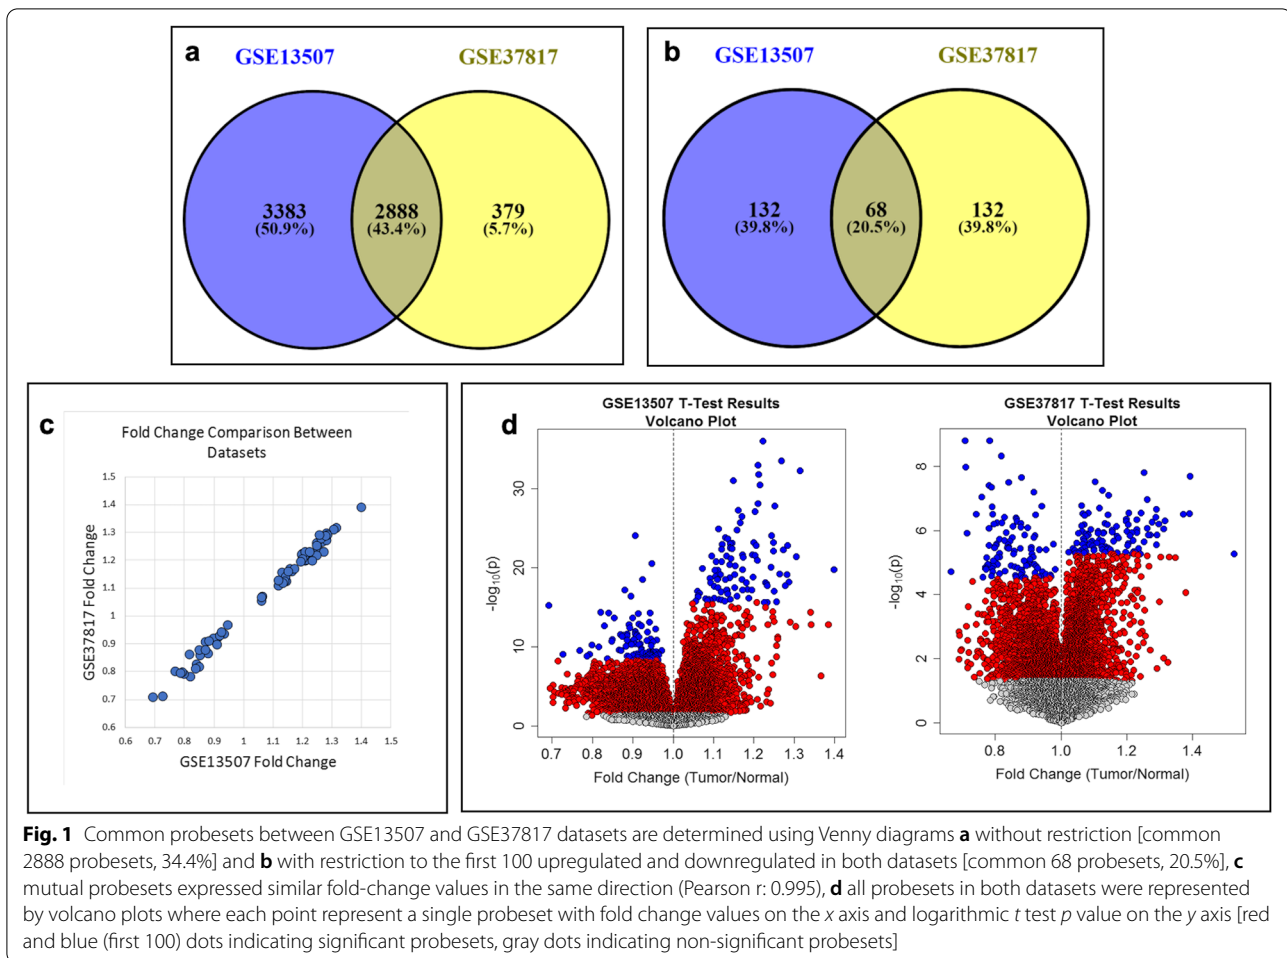 a
GSE13507
GSE37817
3383
(50.9%)
2888
(43.4%)
379
(5.7%)
b
GSE13507
GSE37817
132
(39.8%)
68
(20.5%)
132
(39.8%)
c
Fold Change Comparison Between
Datasets
GSE37817 Fold Change
1.5
1.4
1.3
1.2
1.1
1
0.9
0.8
0.7
0.6
0.6 0.7 0.8 0.9 1 1.1 1.2 1.3 1.4 1.5
GSE13507 Fold Change
d
GSE13507 T-Test Results
Volcano Plot
-log10(p)
30
20
10
0
0.7 0.8 0.9 1.0 1.1 1.2 1.3 1.4
Fold Change (Tumor/Normal)
GSE37817 T-Test Results
Volcano Plot
-log10(p)
8
6
4
2
0
0.8 1.0 1.2 1.4
Fold Change (Tumor/Normal)
Fig. 1 Common probesets between GSE13507 and GSE37817 datasets are determined using Venny diagrams a without restriction [common
2888 probesets, 34.4%] and b with restriction to the first 100 upregulated and downregulated in both datasets [common 68 probesets, 20.5%], c
mutual probesets expressed similar fold-change values in the same direction (Pearson r: 0.995), d all probesets in both datasets were represented
by volcano plots where each point represent a single probeset with fold change values on the x axis and logarithmic t test p value on the y axis [red
and blue (first 100) dots indicating significant probesets, gray dots indicating non-significant probesets]